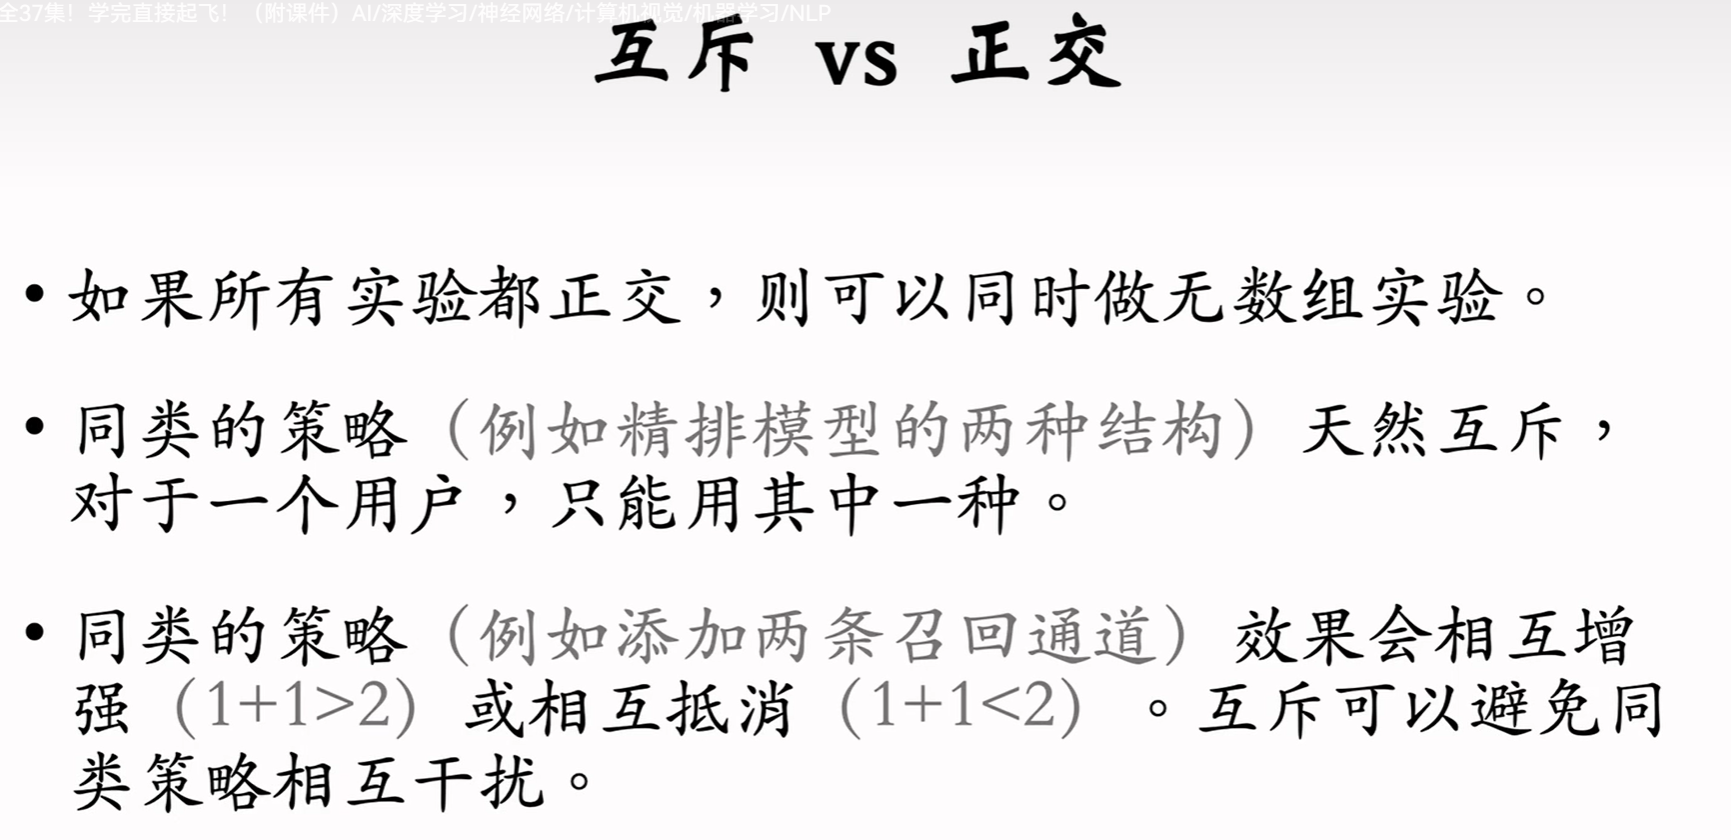 全37集！学完直接起飞！（附课件）AI/深度学习/神经网络/计算机视觉/机器学习/NLP
互斥 vs 正交
• 如果所有实验都正交，则可以同时做无数组实验。
• 同类的策略（例如精排模型的两种结构）天然互斥，
对于一个用户，只能用其中一种。
• 同类的策略（例如添加两条召回通道）效果会相互增
强（1+1>2）或相互抵消（1+1<2）。互斥可以避免同
类策略相互干扰。